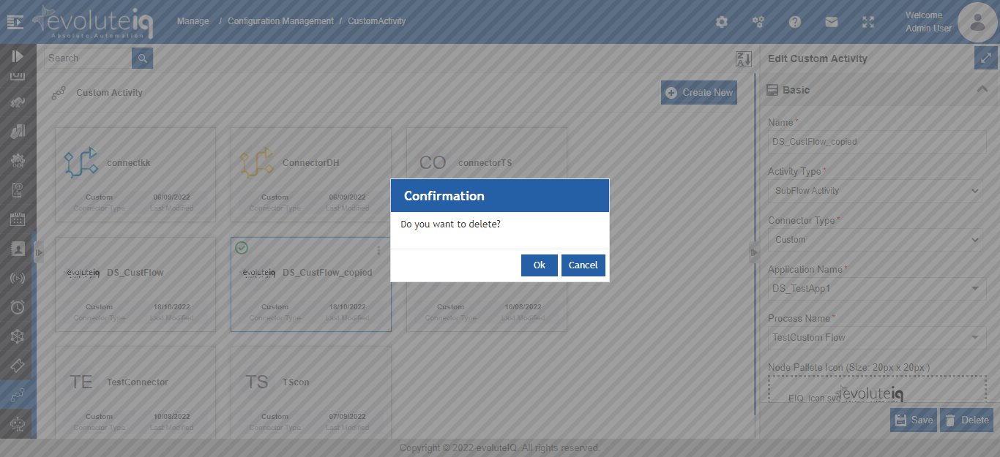 evoluteiq
Absolute.Automation
Manage / Configuration Management / CustomActivity
Welcome
Admin User
Search
Z
A
Edit Custom Activity
Custom Activity
Create New
Basic
connectkk
Custom 06/09/2022
Connector Type Last Modified
ConnectorDH
Custom 06/09/2022
Connector Type Last Modified
CO connectorTS
Confirmation
Do you want to delete?
Ok Cancel
evoluteiq DS_CustFlow
Custom 18/10/2022
Connector Type Last Modified
evoluteiq DS_CustFlow_copied
Custom 18/10/2022
Connector Type Last Modified
Custom 10/08/2022
Connector Type Last Modified
TE TestConnector
Custom 10/08/2022
Connector Type Last Modified
TS TScon
Custom 07/09/2022
Connector Type Last Modified
Name *
DS_CustFlow_copied
Activity Type *
SubFlow Activity
Connector Type *
Custom
Application Name *
DS_TestApp1
Process Name *
TestCustom Flow
Node Pallete Icon (Size: 20px x 20px )
EIQ_icon.svg evoluteiq
Save Delete
Copyright © 2022 evoluteIQ. All rights reserved.